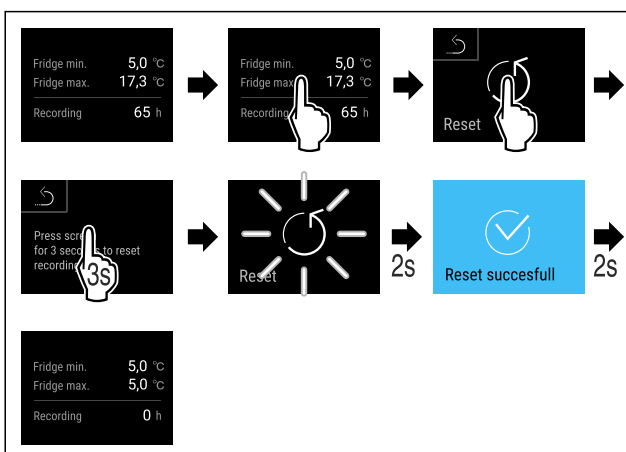 Fridge min. 5,0 °C
Fridge max. 17,3 °C
Recording 65 h
Fridge min. 5,0 °C
Fridge max 17,3 °C
Recording 65 h
Reset
Press scre
for 3 seco s to reset
recordin
3s
Reset
2s
Reset succesfull
2s
Fridge min. 5,0 °C
Fridge max. 5,0 °C
Recording 0 h